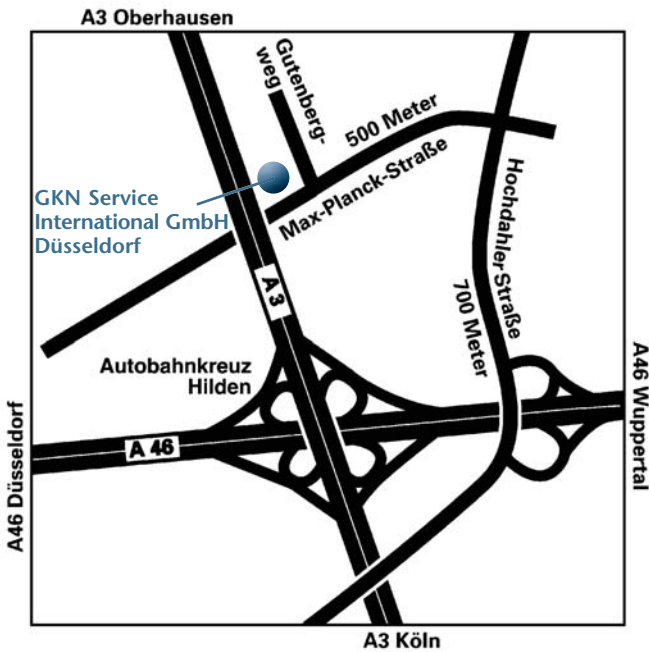 A3 Oberhausen
Gutenberg-
weg
500 Meter
Max-Planck-Straße
GKN Service
International GmbH
Düsseldorf
Hochdahler Straße
700 Meter
A 3
Autobahnkreuz
Hilden
A 46
A46 Düsseldorf
A46 Wuppertal
A3 Köln